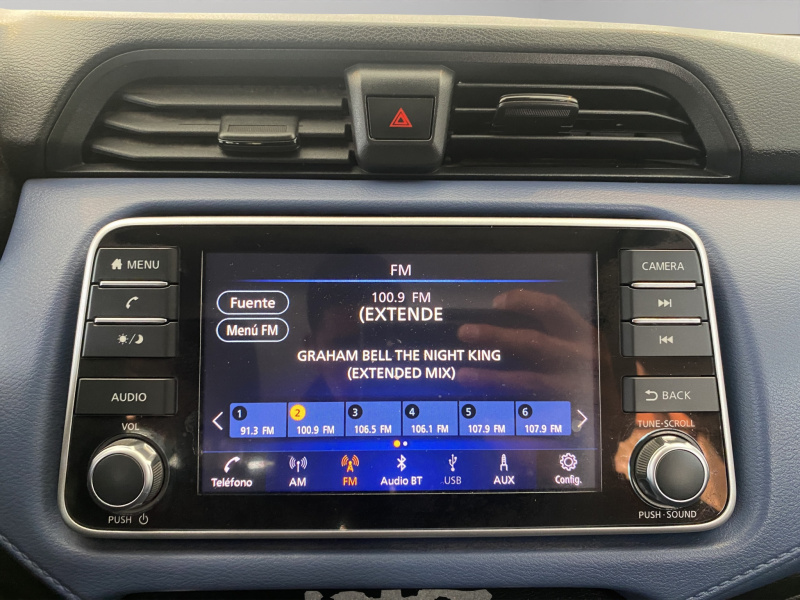 MENU
AUDIO
VOL
PUSH
FM
Fuente
Menú FM
100.9 FM
(EXTENDE
GRAHAM BELL THE NIGHT KING
(EXTENDED MIX)
1 2 3 4 5 6
91.3 FM 100.9 FM 106.5 FM 106.1 FM 107.9 FM 107.9 FM
Teléfono AM FM Audio BT USB AUX Config.
CAMERA
BACK
TUNE·SCROLL
PUSH·SOUND